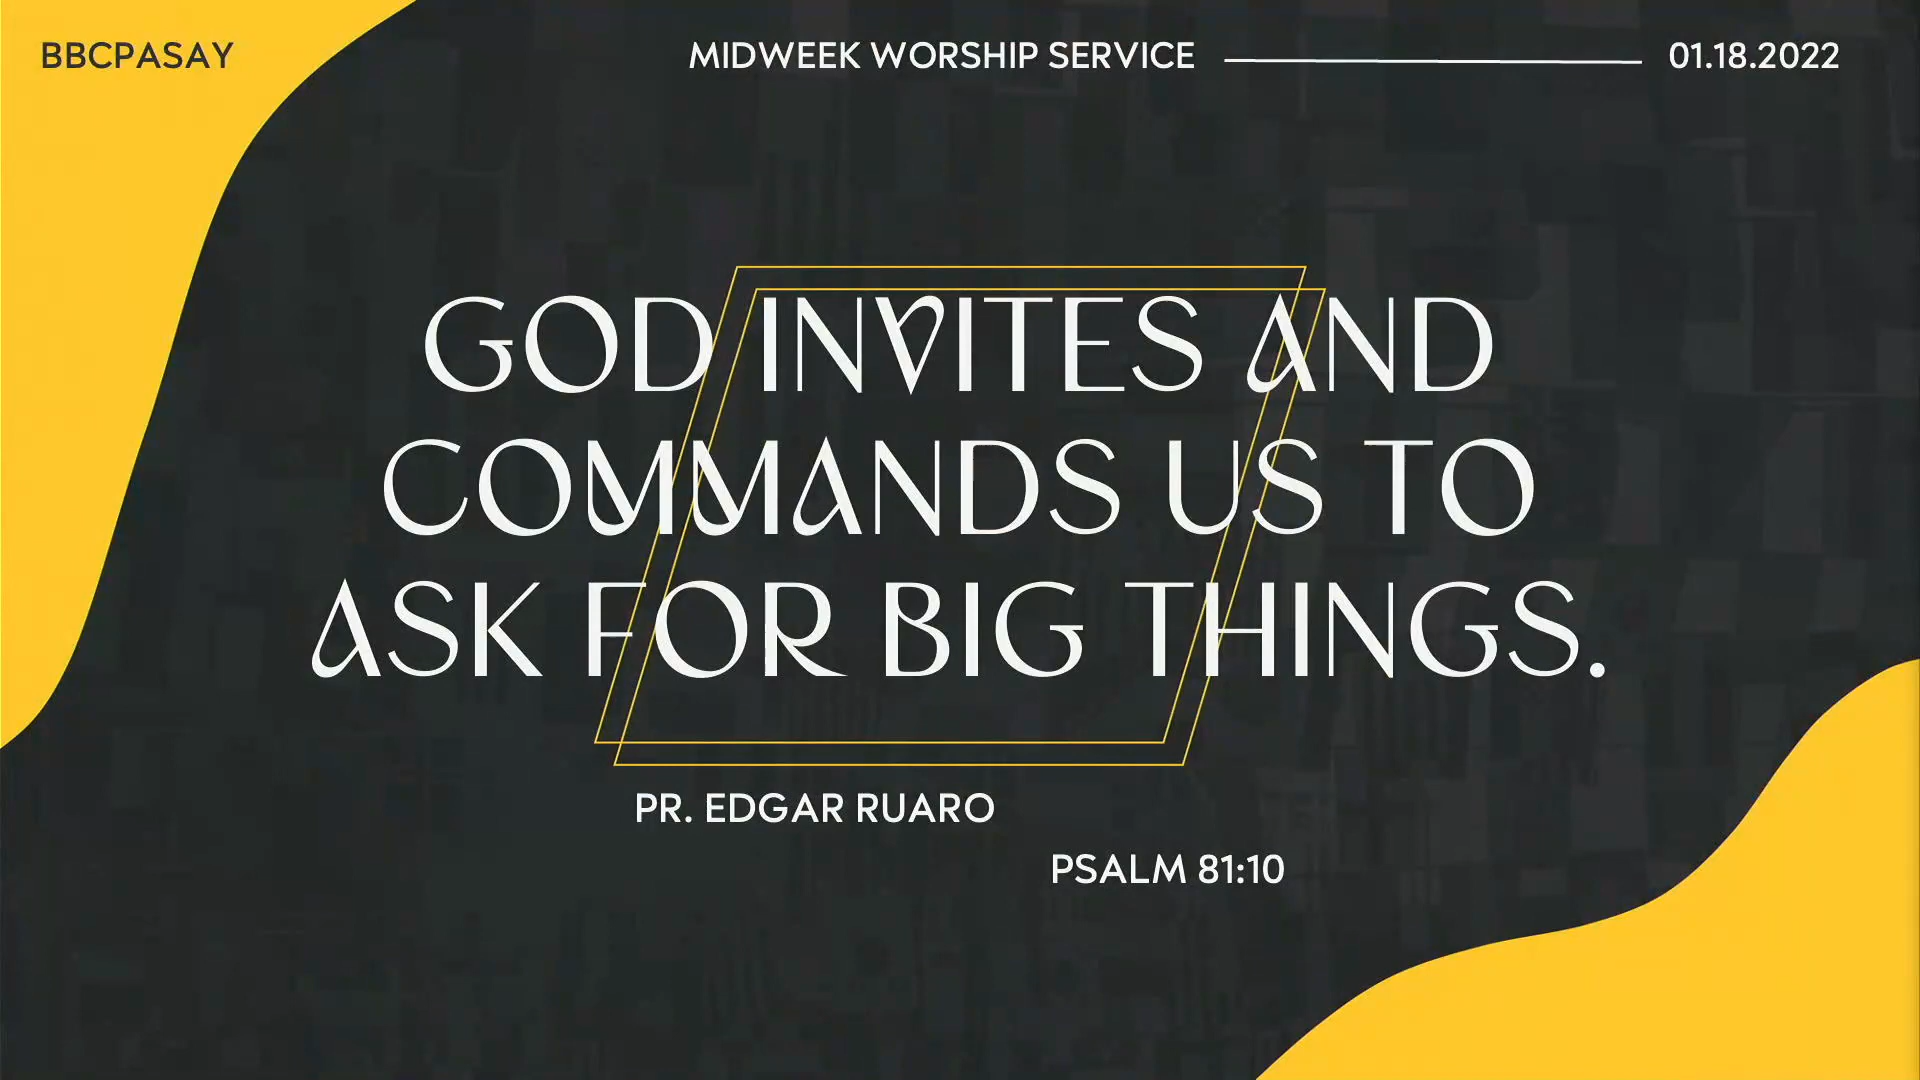 BBCPASAY
MIDWEEK WORSHIP SERVICE
01.18.2022
GOD INVITES AND
COMMANDS US TO
ASK FOR BIG THINGS.
PR. EDGAR RUARO
PSALM 81:10